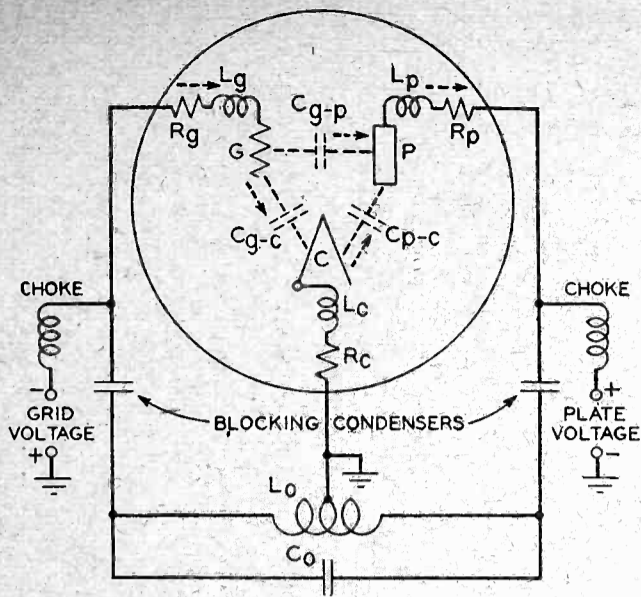 Lg
Lp
Cg-p
Rg
Rp
G
P
Cg-c
Cp-c
C
CHOKE
CHOKE
Lc
Rc
-
+
GRID
VOLTAGE
BLOCKING CONDENSERS
PLATE
VOLTAGE
+
-
Lo
Co